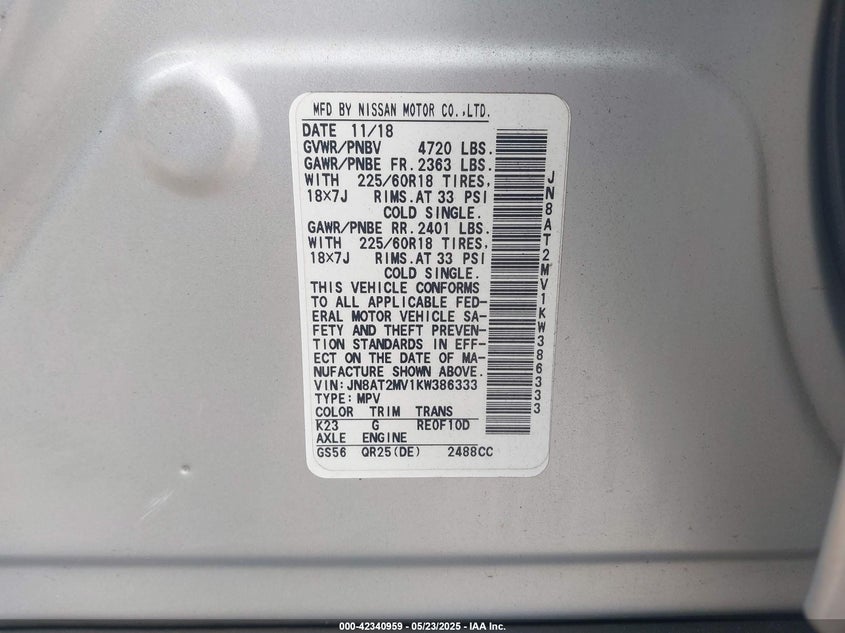 MFD BY NISSAN MOTOR CO.,LTD.
DATE 11/18
GVWR/PNBV 4720 LBS.
GAWR/PNBE FR. 2363 LBS.
WITH 225/60R18 TIRES,
18×7J RIMS.AT 33 PSI
COLD SINGLE.
GAWR/PNBE RR. 2401 LBS.
WITH 225/60R18 TIRES,
18×7J RIMS.AT 33 PSI
COLD SINGLE.
THIS VEHICLE CONFORMS
TO ALL APPLICABLE FED-
ERAL MOTOR VEHICLE SA-
FETY AND THEFT PREVEN-
TION STANDARDS IN EFF-
ECT ON THE DATE OF MA-
NUFACTURE SHOWN ABOVE.
VIN:JN8AT2MV1KW386333
TYPE:MPV
COLOR TRIM TRANS
K23 G RE0F10D
AXLE ENGINE
GS56 QR25(DE) 2488CC
JN8AT2MV1KW386333
000-42340959 - 05/23/2025 - IAA Inc.